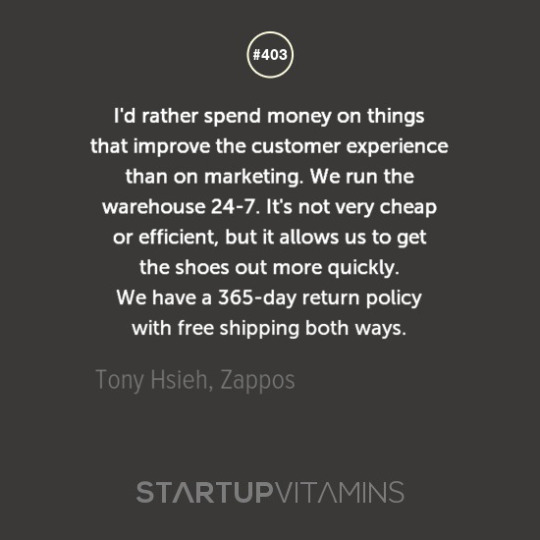 #403
I'd rather spend money on things
that improve the customer experience
than on marketing. We run the
warehouse 24-7. It's not very cheap
or efficient, but it allows us to get
the shoes out more quickly.
We have a 365-day return policy
with free shipping both ways.
Tony Hsieh, Zappos
STARTUPVITAMINS